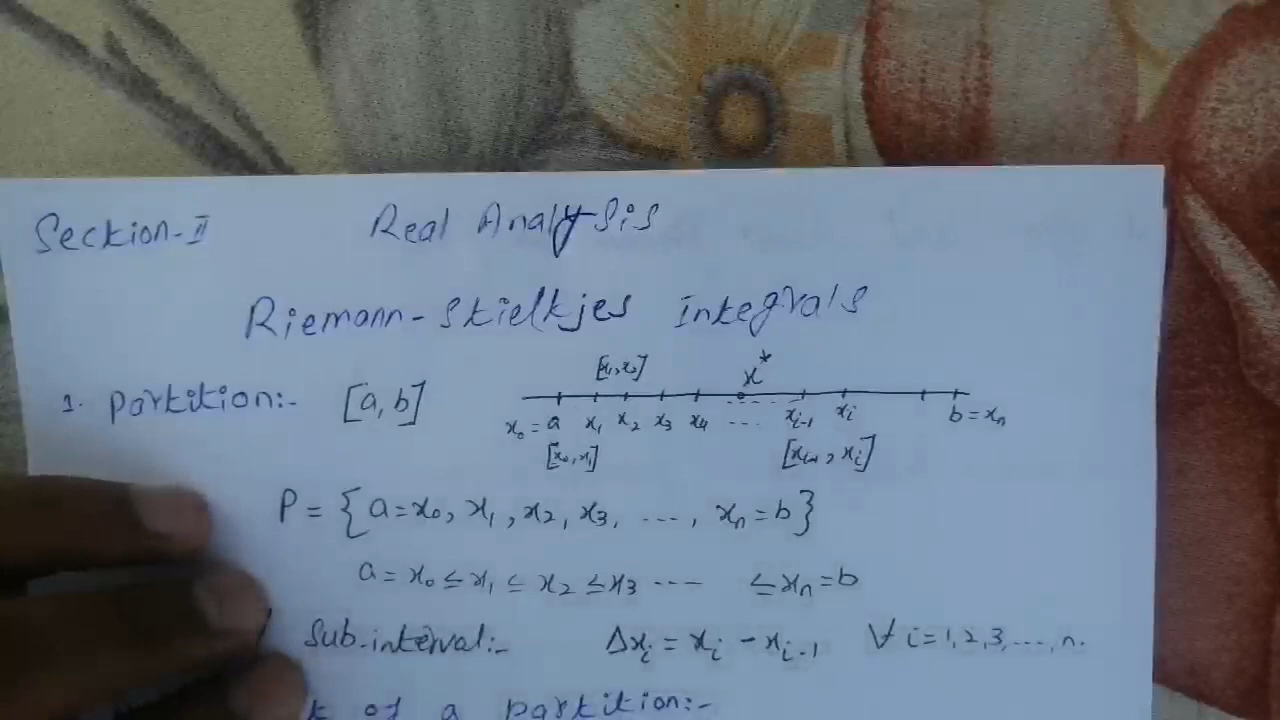 Section-II Real Analysis
Riemann-Stieltjes Integrals
1. partition:- [a, b]
[x₁, x₂] x*
x₀ = a x₁ x₂ x₃ x₄ ... xᵢ₋₁ xᵢ b = xₙ
[x₀, x₁] [xᵢ₋₁, xᵢ]
P = {a = x₀, x₁, x₂, x₃, ...., xₙ = b}
a = x₀ ≤ x₁ ≤ x₂ ≤ x₃ ---- ≤ xₙ = b
Sub.interval:- Δxᵢ = xᵢ - xᵢ₋₁ ∀ i = 1, 2, 3, ...., n.
of a partition:-